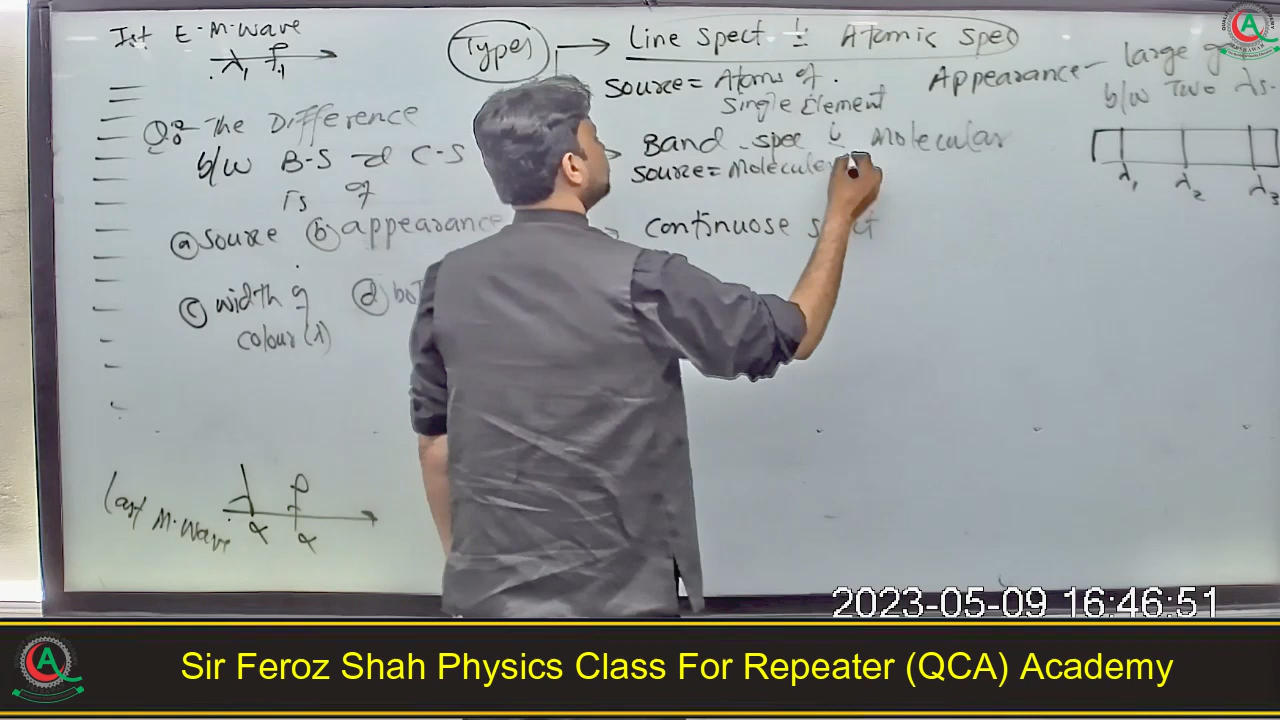 Ist E-M-wave
λ₁ f₁
Q:- The Difference
b/w B-S and C-S
is of
(a) source (b) appearance
(c) width of
colour (λ)
(d)
last M-wave
α α
Types
Line spect :- Atomic spec
source = Atoms of
single Element
Appearance - large
b/w Two λs.
Band spec :- Molecular
source = Molecule
λ₁ λ₂ λ₃
continuose
2023-05-09 16:46:51
Sir Feroz Shah Physics Class For Repeater (QCA) Academy